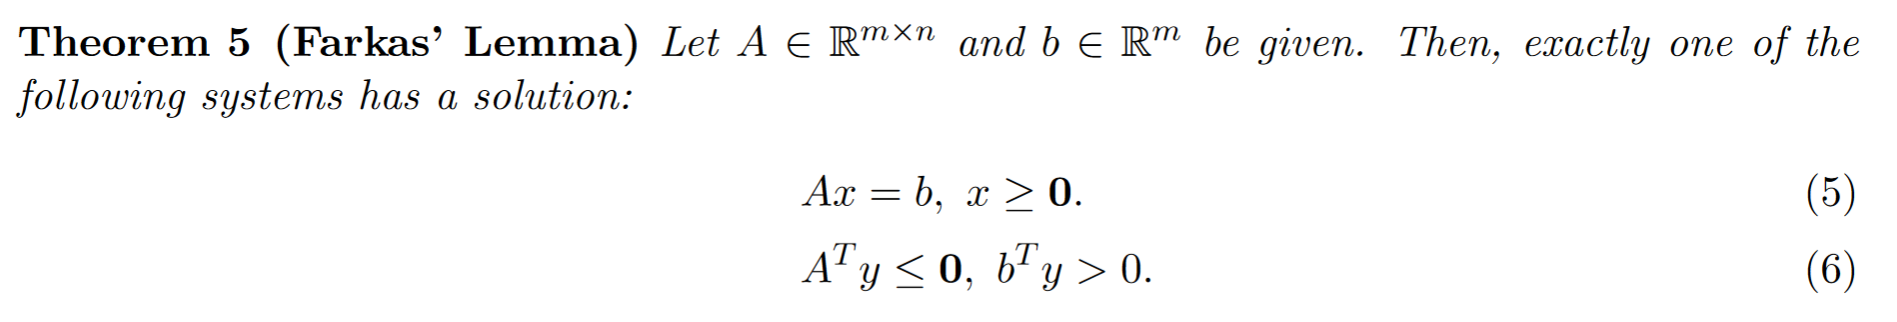 Theorem 5 (Farkas' Lemma) Let A ∈ ℝ^{m×n} and b ∈ ℝ^m be given. Then, exactly one of the
following systems has a solution:
Ax = b, x ≥ 0. (5)
A^T y ≤ 0, b^T y > 0. (6)